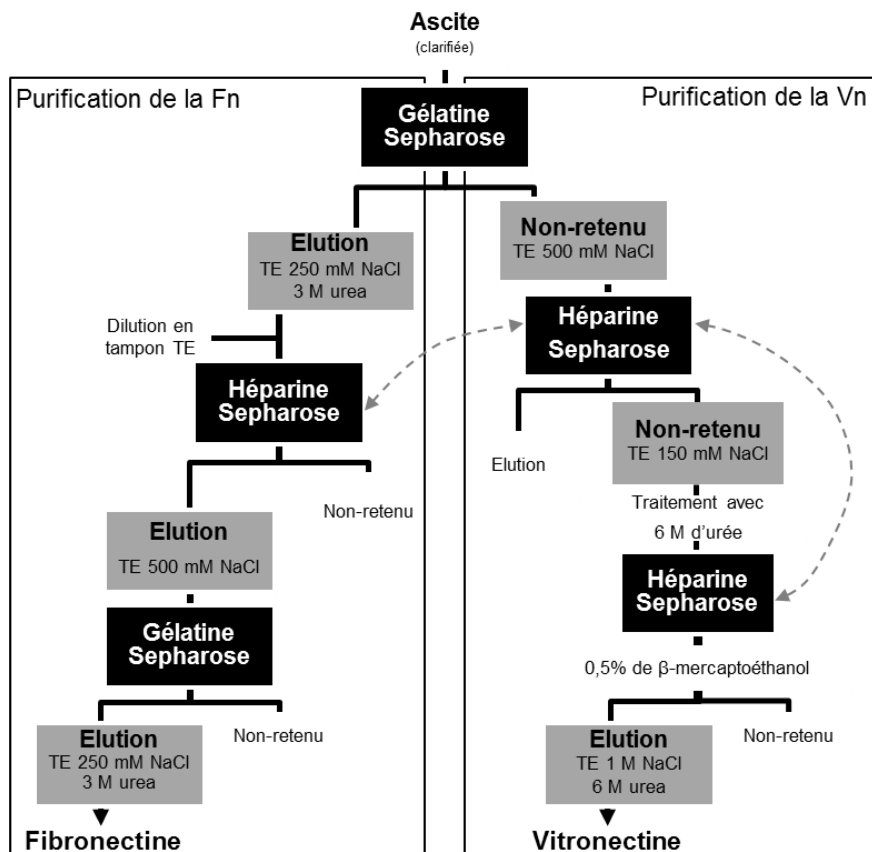 Ascite
(clarifiée)
Purification de la Fn
Purification de la Vn
Gélatine
Sepharose
Elution
TE 250 mM NaCl
3 M urea
Non-retenu
TE 500 mM NaCl
Dilution en
tampon TE
Héparine
Sepharose
Héparine
Sepharose
Elution
Non-retenu
TE 150 mM NaCl
Non-retenu
Traitement avec
6 M d'urée
Elution
TE 500 mM NaCl
Héparine
Sepharose
Gélatine
Sepharose
0,5% de β-mercaptoéthanol
Elution
TE 250 mM NaCl
3 M urea
Non-retenu
Elution
TE 1 M NaCl
6 M urea
Non-retenu
Fibronectine
Vitronectine